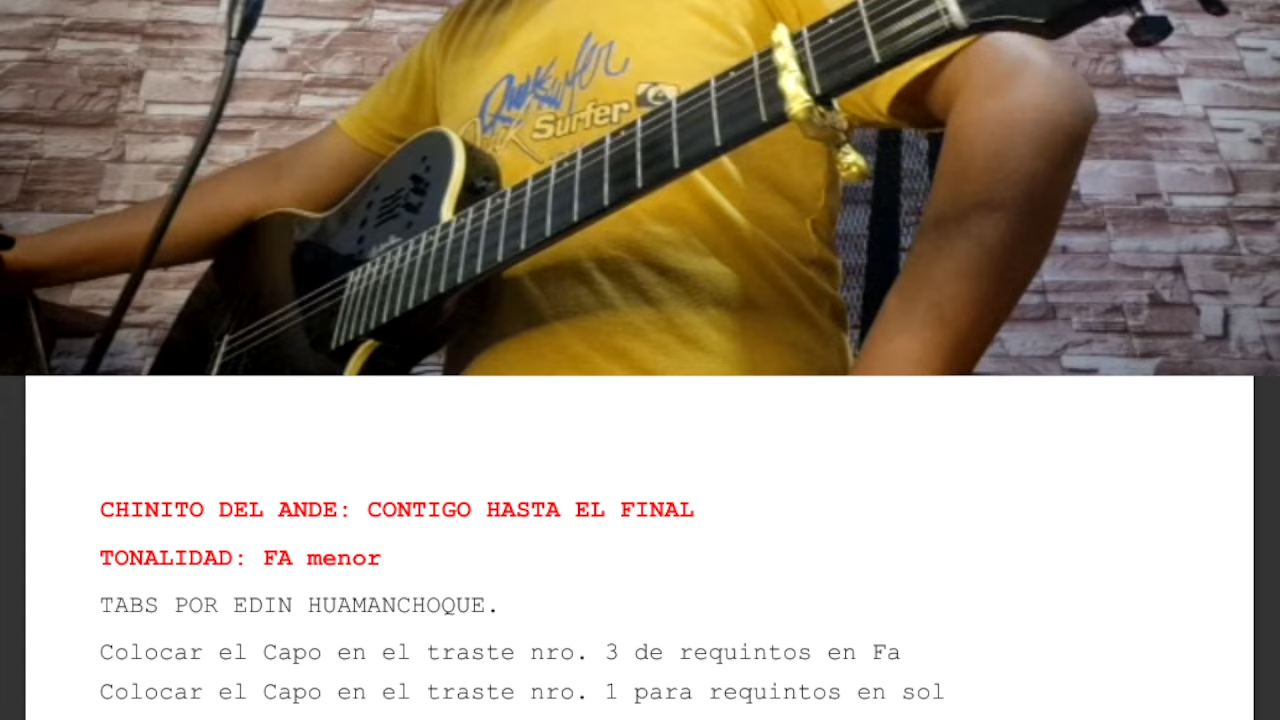 Quiksurfer
Quik Surfer
CHINITO DEL ANDE: CONTIGO HASTA EL FINAL
TONALIDAD: FA menor
TABS POR EDIN HUAMANCHOQUE.
Colocar el Capo en el traste nro. 3 de requintos en Fa
Colocar el Capo en el traste nro. 1 para requintos en sol